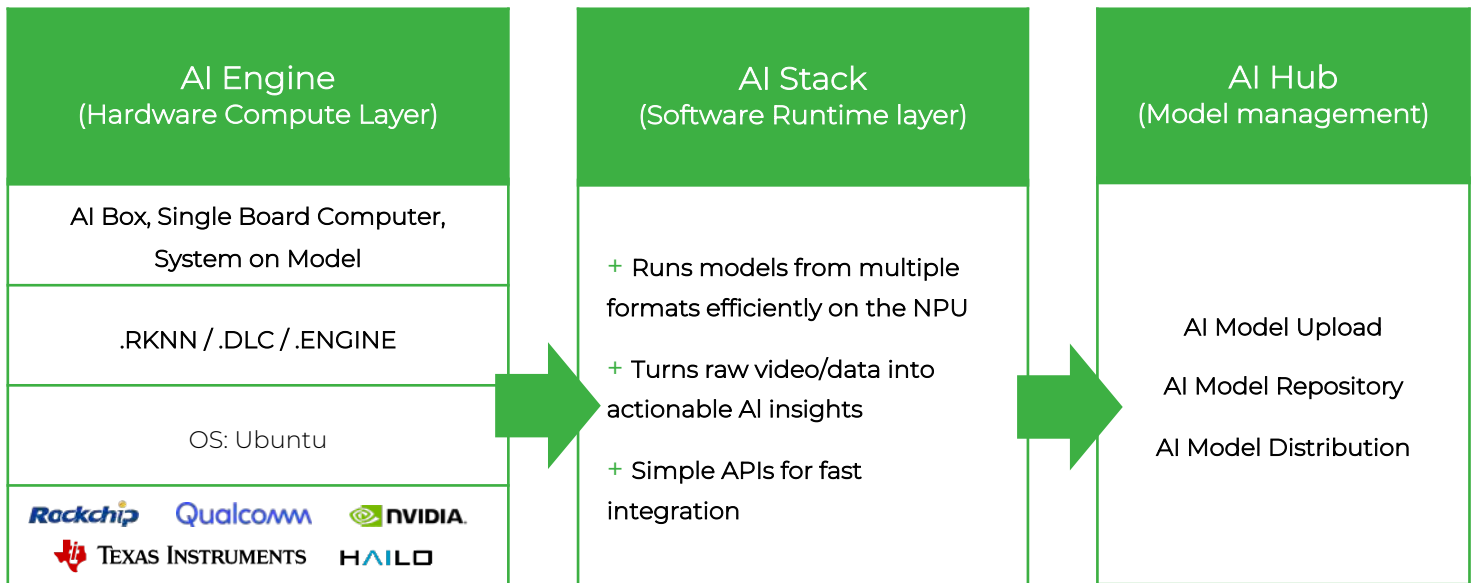 AI Engine
(Hardware Compute Layer)
AI Box, Single Board Computer,
System on Model
.RKNN / .DLC / .ENGINE
OS: Ubuntu
Rockchip Qualcomm NVIDIA.
TEXAS INSTRUMENTS HAILO
AI Stack
(Software Runtime layer)
+ Runs models from multiple
formats efficiently on the NPU
+ Turns raw video/data into
actionable AI insights
+ Simple APIs for fast
integration
AI Hub
(Model management)
AI Model Upload
AI Model Repository
AI Model Distribution